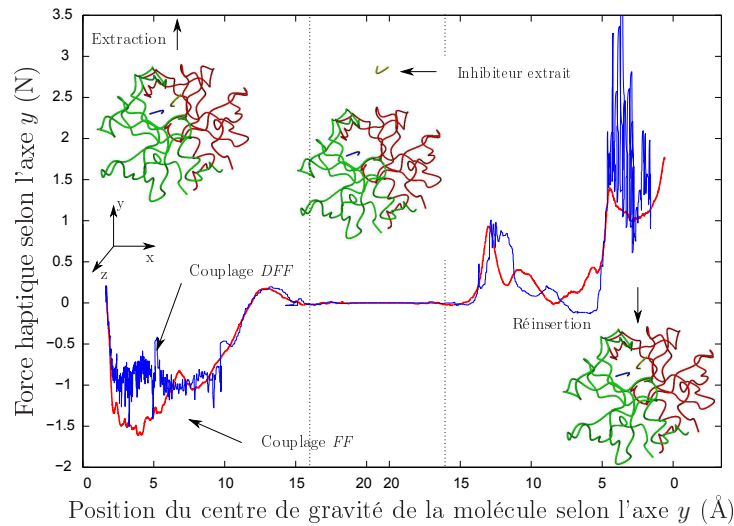 Extraction
Inhibiteur extrait
y
x
z
Couplage DFF
Couplage FF
Réinsertion
3.5
3
2.5
2
1.5
1
0.5
0
−0.5
−1
−1.5
−2
0 5 10 15 20 20 15 10 5 0
Force haptique selon l'axe y (N)
Position du centre de gravité de la molécule selon l'axe y (Å)